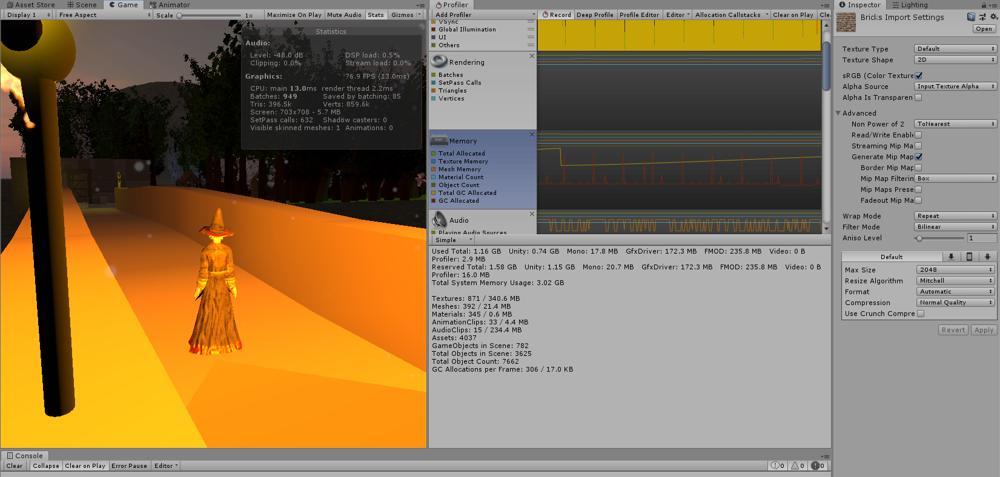 Asset Store
Scene
Game
Animator
Display 1
Free Aspect
Scale
1x
Maximize On Play
Mute Audio
Stats
Gizmos
Statistics
Audio:
Level: -48.0 dB
DSP load: 0.5%
Clipping: 0.0%
Stream load: 0.0%
Graphics:
76.9 FPS (13.0ms)
CPU: main 13.0ms render thread 2.2ms
Batches: 949
Saved by batching: 85
Tris: 396.5k
Verts: 859.6k
Screen: 703x708 - 5.7 MB
SetPass calls: 632
Shadow casters: 0
Visible skinned meshes: 1 Animations: 0
Profiler
Add Profiler
Record
Deep Profile
Profile Editor
Editor
Allocation Callstacks
Clear on Play
Cle
VSync
Global Illumination
UI
Others
Rendering
Batches
SetPass Calls
Triangles
Vertices
Memory
Total Allocated
Texture Memory
Mesh Memory
Material Count
Object Count
Total GC Allocated
GC Allocated
Audio
Playing Audio Sources
Simple
Used Total: 1.16 GB Unity: 0.74 GB Mono: 17.8 MB GfxDriver: 172.3 MB FMOD: 235.8 MB Video: 0 B
Profiler: 2.9 MB
Reserved Total: 1.58 GB Unity: 1.15 GB Mono: 20.7 MB GfxDriver: 172.3 MB FMOD: 235.8 MB Video: 0 B
Profiler: 16.0 MB
Total System Memory Usage: 3.02 GB
Textures: 871 / 340.6 MB
Meshes: 392 / 21.4 MB
Materials: 345 / 0.6 MB
AnimationClips: 33 / 4.4 MB
AudioClips: 15 / 234.4 MB
Assets: 4037
GameObjects in Scene: 782
Total Objects in Scene: 3625
Total Object Count: 7662
GC Allocations per Frame: 306 / 17.0 KB
Inspector
Lighting
Bricks Import Settings
Open
Texture Type
Default
Texture Shape
2D
sRGB (Color Texture
Alpha Source
Input Texture Alpha
Alpha Is Transparen
Advanced
Non Power of 2
ToNearest
Read/Write Enable
Streaming Mip Ma
Generate Mip Map
Border Mip Map
Mip Map Filterin
Box
Mip Maps Prese
Fadeout Mip Ma
Wrap Mode
Repeat
Filter Mode
Bilinear
Aniso Level
1
Default
Max Size
2048
Resize Algorithm
Mitchell
Format
Automatic
Compression
Normal Quality
Use Crunch Compre
Revert
Apply
Console
Clear
Collapse
Clear on Play
Error Pause
Editor
0
0
0